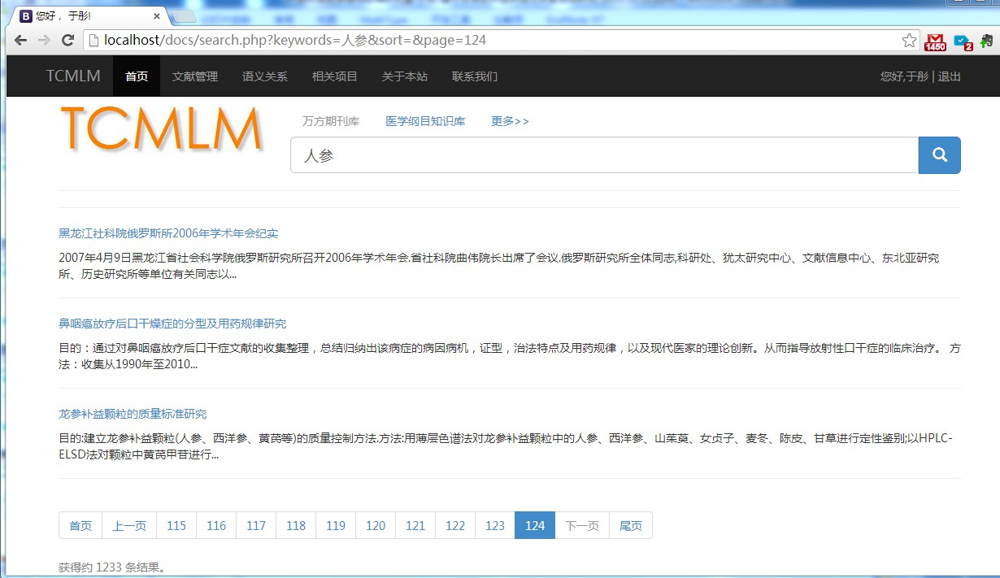 您好，于彤!
localhost/docs/search.php?keywords=人参&sort=&page=124
1450
2
TCMLM 首页 文献管理 语义关系 相关项目 关于本站 联系我们 您好,于彤 | 退出
TCMLM
万方期刊库 医学纲目知识库 更多>>
人参
黑龙江社科院俄罗斯所2006年学术年会纪实
2007年4月9日黑龙江省社会科学院俄罗斯研究所召开2006年学术年会.省社科院曲伟院长出席了会议.俄罗斯研究所全体同志,科研处、犹太研究中心、文献信息中心、东北亚研究
所、历史研究所等单位有关同志以...
鼻咽癌放疗后口干燥症的分型及用药规律研究
目的：通过对鼻咽癌放疗后口干症文献的收集整理，总结归纳出该病症的病因病机，证型，治法特点及用药规律，以及现代医家的理论创新。从而指导放射性口干症的临床治疗。 方
法：收集从1990年至2010...
龙参补益颗粒的质量标准研究
目的:建立龙参补益颗粒(人参、西洋参、黄芪等)的质量控制方法.方法:用薄层色谱法对龙参补益颗粒中的人参、西洋参、山茱萸、女贞子、麦冬、陈皮、甘草进行定性鉴别;以HPLC-
ELSD法对颗粒中黄芪甲苷进行...
首页 上一页 115 116 117 118 119 120 121 122 123 124 下一页 尾页
获得约 1233 条结果。